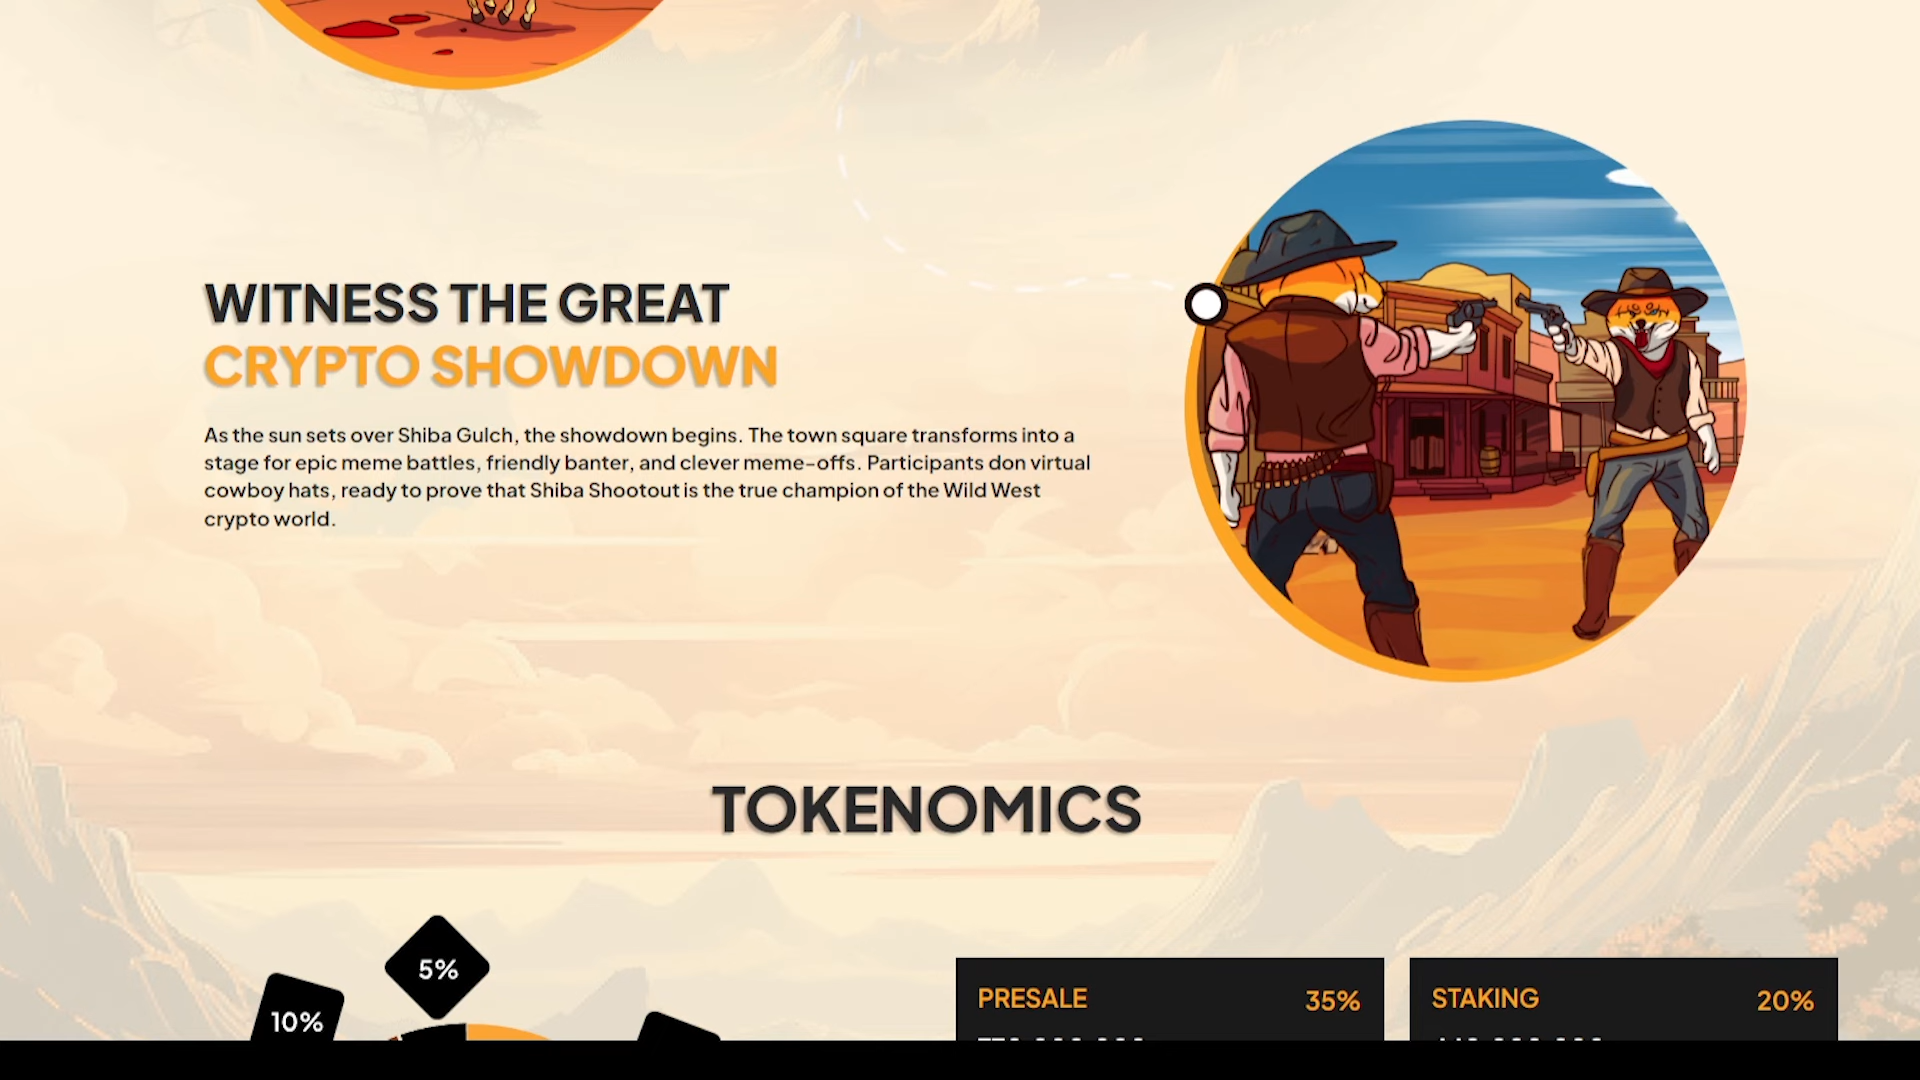 WITNESS THE GREAT
CRYPTO SHOWDOWN
As the sun sets over Shiba Gulch, the showdown begins. The town square transforms into a
stage for epic meme battles, friendly banter, and clever meme-offs. Participants don virtual
cowboy hats, ready to prove that Shiba Shootout is the true champion of the Wild West
crypto world.
TOKENOMICS
5%
10%
PRESALE 35%
STAKING 20%